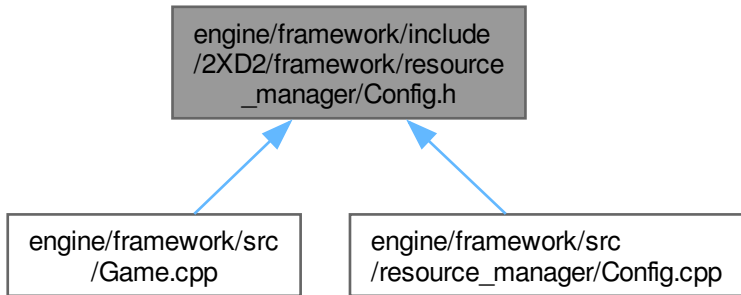 engine/framework/include
/2XD2/framework/resource
_manager/Config.h
engine/framework/src
/Game.cpp
engine/framework/src
/resource_manager/Config.cpp